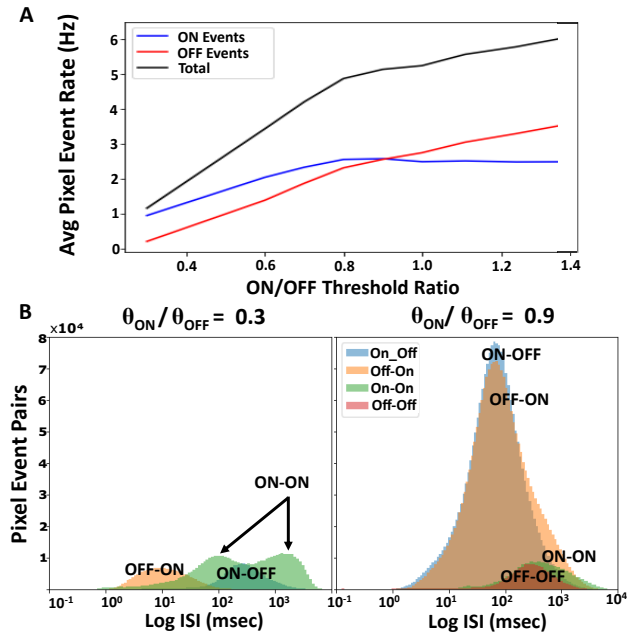 A
Avg Pixel Event Rate (Hz)
6
5
4
3
2
1
0
ON Events
OFF Events
Total
0.4
0.6
0.8
1.0
1.2
1.4
ON/OFF Threshold Ratio
B
θON / θOFF = 0.3
θON / θOFF = 0.9
×10⁴
Pixel Event Pairs
8
7
6
5
4
3
2
1
ON-ON
OFF-ON
ON-OFF
10⁻¹
10⁰
10¹
10²
10³
Log ISI (msec)
On_Off
Off-On
On-On
Off-Off
ON-OFF
OFF-ON
ON-ON
OFF-OFF
10⁻¹
10⁰
10¹
10²
10³
10⁴
Log ISI (msec)